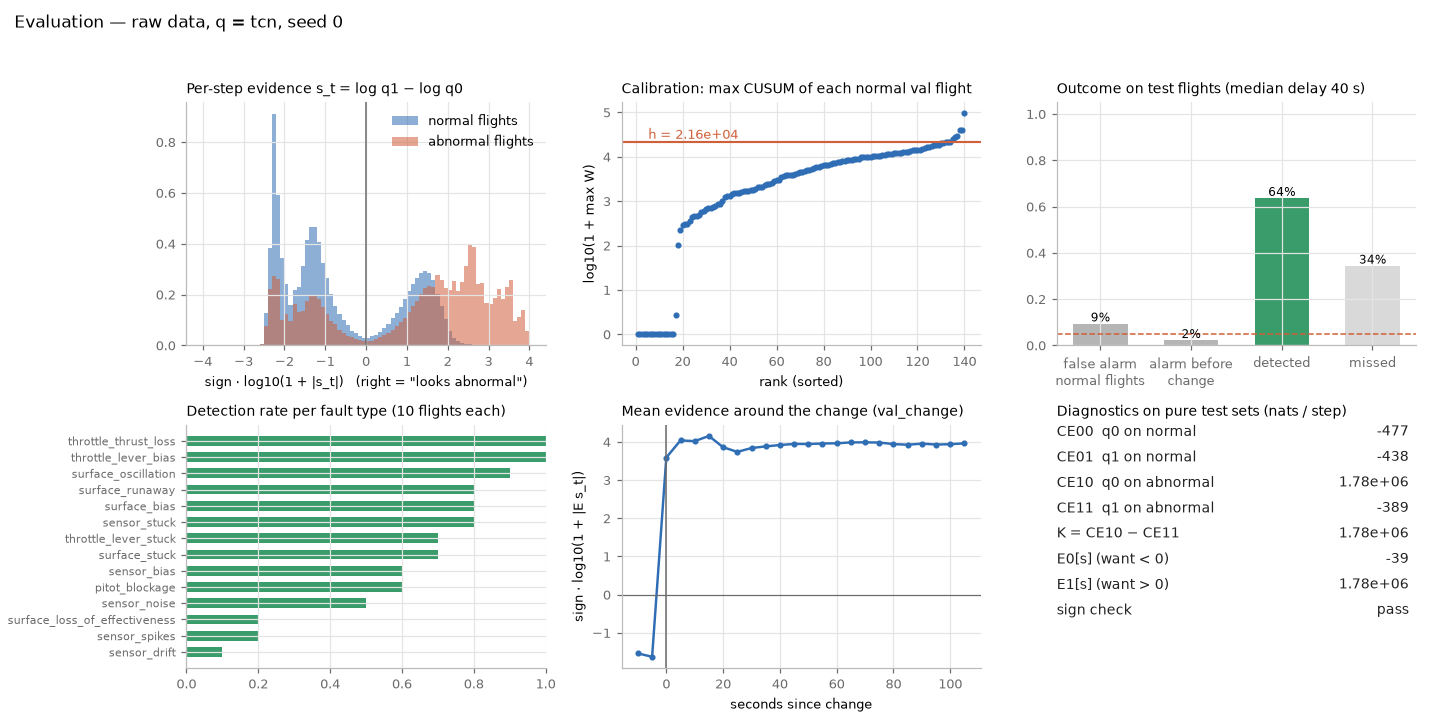 Evaluation — raw data, q = tcn, seed 0
Per-step evidence s_t = log q1 − log q0
normal flights
abnormal flights
0.8
0.6
0.4
0.2
0.0
−4 −3 −2 −1 0 1 2 3 4
sign · log10(1 + |s_t|) (right = "looks abnormal")
Calibration: max CUSUM of each normal val flight
h = 2.16e+04
log10(1 + max W)
5
4
3
2
1
0
0 20 40 60 80 100 120 140
rank (sorted)
Outcome on test flights (median delay 40 s)
1.0
0.8
0.6
0.4
0.2
0.0
9%
2%
64%
34%
false alarm
normal flights
alarm before
change
detected
missed
Detection rate per fault type (10 flights each)
throttle_thrust_loss
throttle_lever_bias
surface_oscillation
surface_runaway
surface_bias
sensor_stuck
throttle_lever_stuck
surface_stuck
sensor_bias
pitot_blockage
sensor_noise
surface_loss_of_effectiveness
sensor_spikes
sensor_drift
0.0 0.2 0.4 0.6 0.8 1.0
Mean evidence around the change (val_change)
sign · log10(1 + |E s_t|)
4
3
2
1
0
−1
0 20 40 60 80 100
seconds since change
Diagnostics on pure test sets (nats / step)
CE00 q0 on normal -477
CE01 q1 on normal -438
CE10 q0 on abnormal 1.78e+06
CE11 q1 on abnormal -389
K = CE10 − CE11 1.78e+06
E0[s] (want < 0) -39
E1[s] (want > 0) 1.78e+06
sign check pass